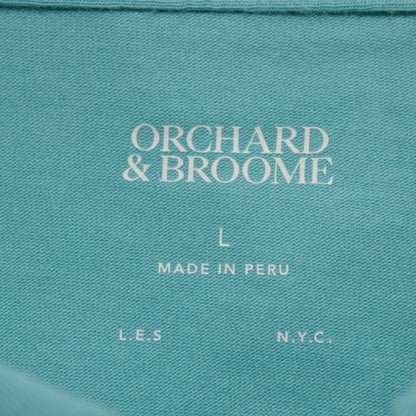 ORCHARD
& BROOME
L
MADE IN PERU
L.E.S N.Y.C.